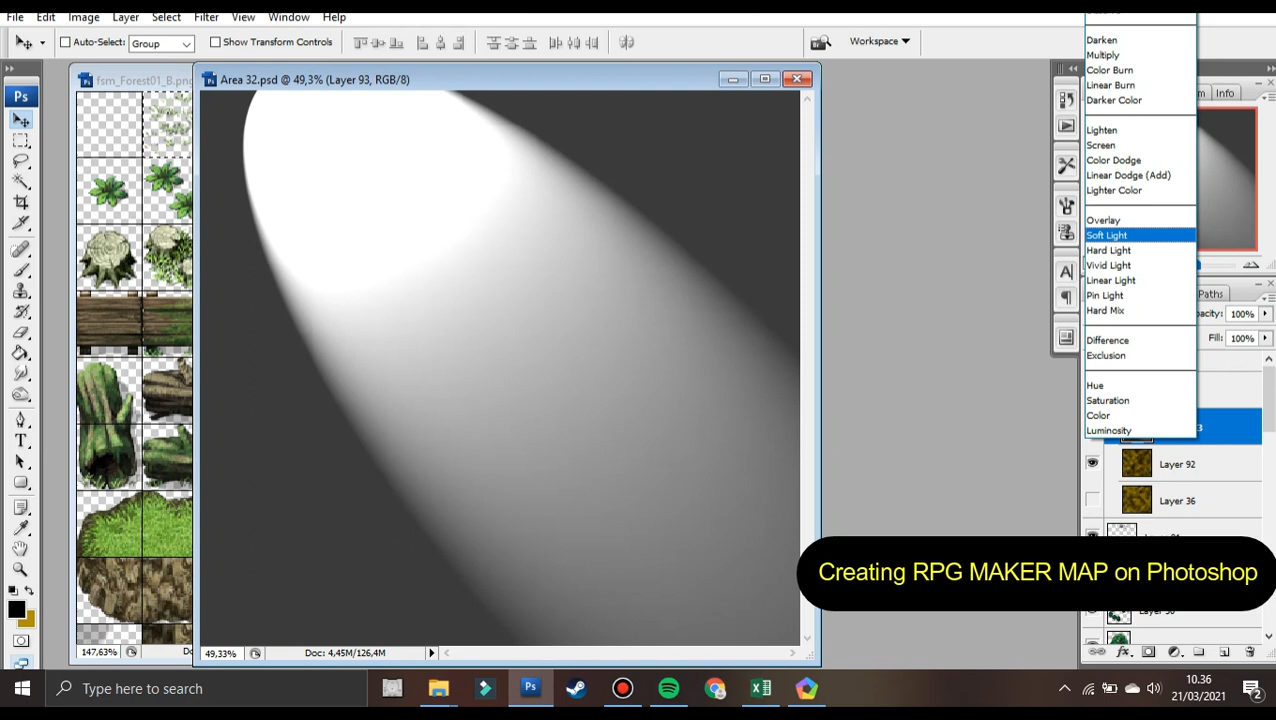 File Edit Image Layer Select Filter View Window Help
Auto-Select: Group Show Transform Controls Workspace
fsm_Forest01_B.png
Area 32.psd @ 49,3% (Layer 93, RGB/8)
Ps
Info
Darken
Multiply
Color Burn
Linear Burn
Darker Color
Lighten
Screen
Color Dodge
Linear Dodge (Add)
Lighter Color
Overlay
Soft Light
Hard Light
Vivid Light
Linear Light
Pin Light
Hard Mix
Difference
Exclusion
Hue
Saturation
Color
Luminosity
Paths
100%
Fill: 100%
Layer 92
Layer 36
Creating RPG MAKER MAP on Photoshop
147,63%
49,33% Doc: 4,45M/126,4M
Type here to search
10.36
21/03/2021
2